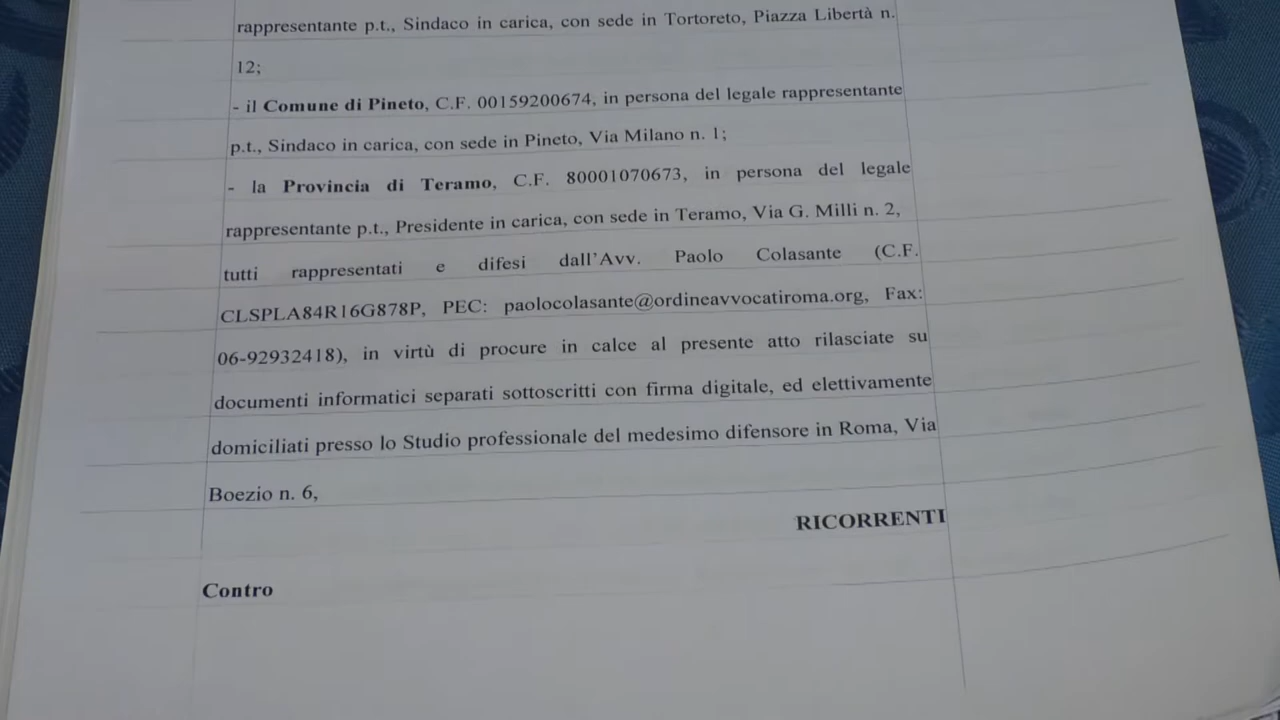 rappresentante p.t., Sindaco in carica, con sede in Tortoreto, Piazza Libertà n.
12;
- il Comune di Pineto, C.F. 00159200674, in persona del legale rappresentante
p.t., Sindaco in carica, con sede in Pineto, Via Milano n. 1;
- la Provincia di Teramo, C.F. 80001070673, in persona del legale
rappresentante p.t., Presidente in carica, con sede in Teramo, Via G. Milli n. 2,
tutti rappresentati e difesi dall'Avv. Paolo Colasante (C.F.
CLSPLA84R16G878P, PEC: paolocolasante@ordineavvocatiroma.org, Fax:
06-92932418), in virtù di procure in calce al presente atto rilasciate su
documenti informatici separati sottoscritti con firma digitale, ed elettivamente
domiciliati presso lo Studio professionale del medesimo difensore in Roma, Via
Boezio n. 6,
RICORRENTI
Contro